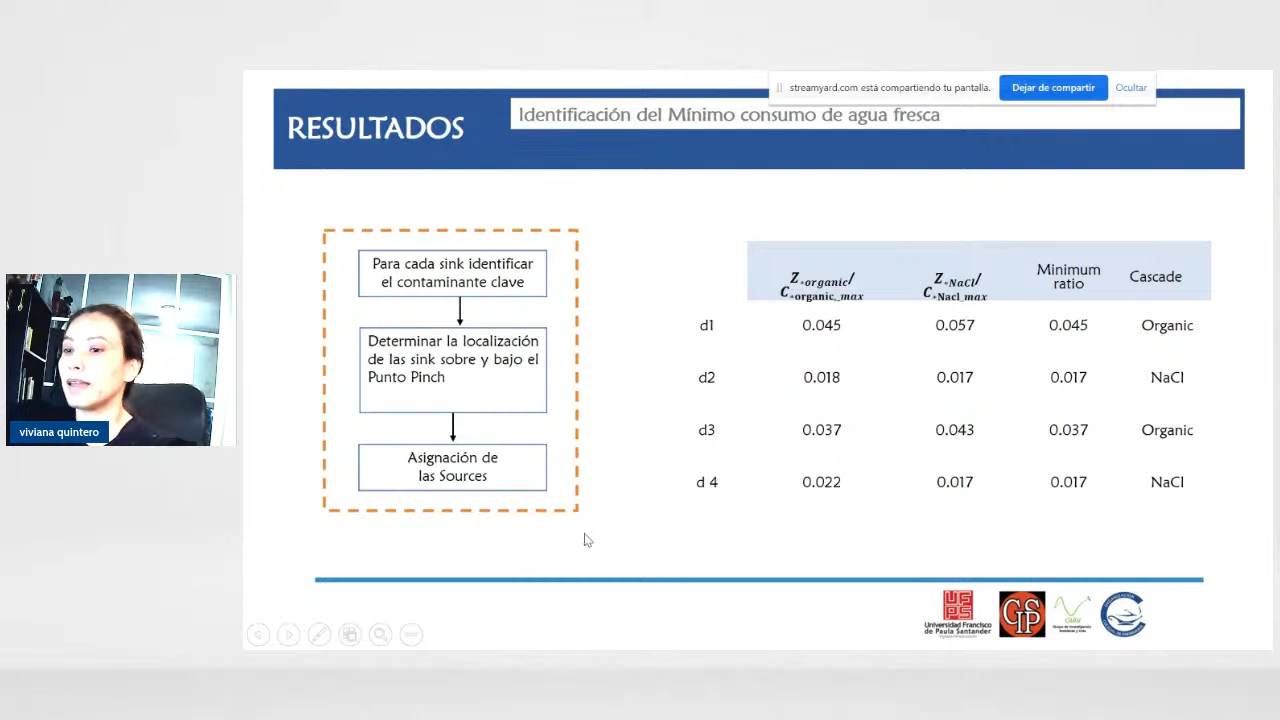 streamyard.com está compartiendo tu pantalla.
Dejar de compartir
Ocultar
RESULTADOS
Identificación del Mínimo consumo de agua fresca
Para cada sink identificar
el contaminante clave
Determinar la localización
de las sink sobre y bajo el
Punto Pinch
Asignación de
las Sources
Z∘organic/ C∘organic_max Z∘NaCl/ C∘Nacl_max Minimum ratio Cascade
d1 0.045 0.057 0.045 Organic
d2 0.018 0.017 0.017 NaCl
d3 0.037 0.043 0.037 Organic
d 4 0.022 0.017 0.017 NaCl
viviana quintero
UFPS
Universidad Francisco
de Paula Santander
GIS
GIAV